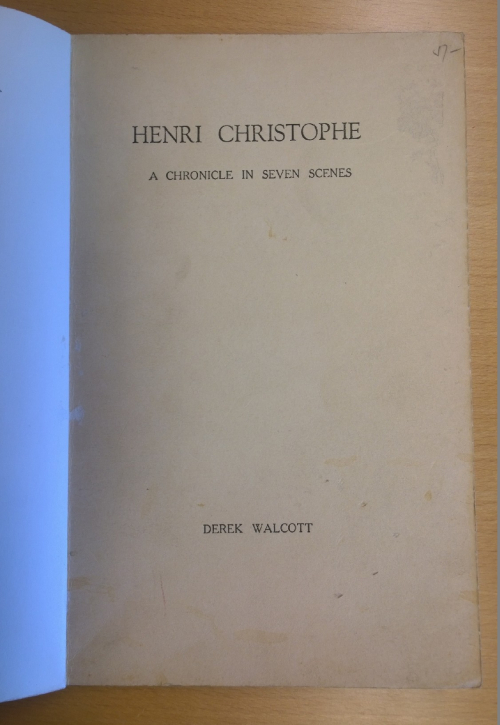 HENRI CHRISTOPHE
A CHRONICLE IN SEVEN SCENES
DEREK WALCOTT